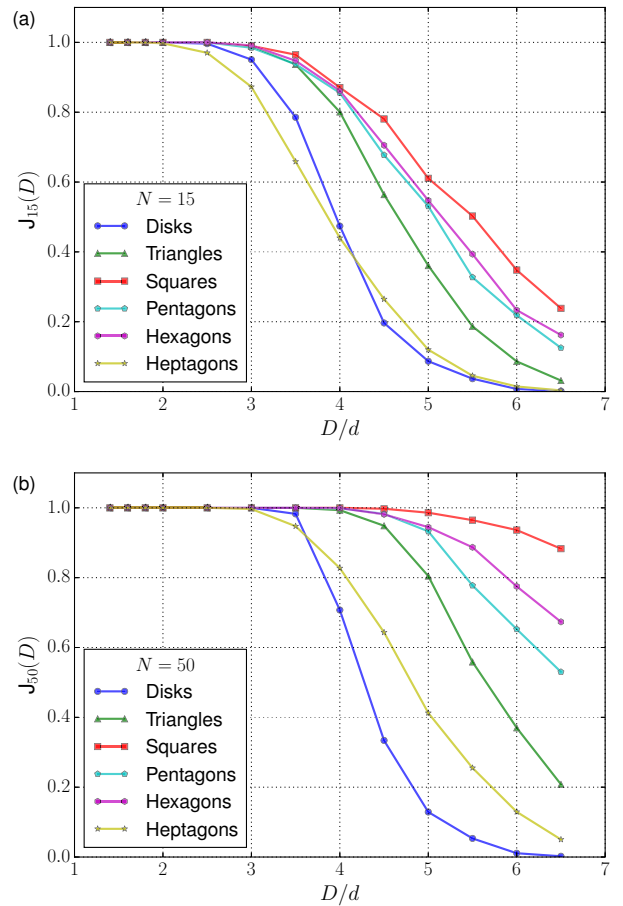 (a)
1.0
0.8
0.6
0.4
0.2
0.0
J₁₅(D)
N = 15
Disks
Triangles
Squares
Pentagons
Hexagons
Heptagons
1 2 3 4 5 6 7
D/d
(b)
1.0
0.8
0.6
0.4
0.2
0.0
J₅₀(D)
N = 50
Disks
Triangles
Squares
Pentagons
Hexagons
Heptagons
1 2 3 4 5 6 7
D/d